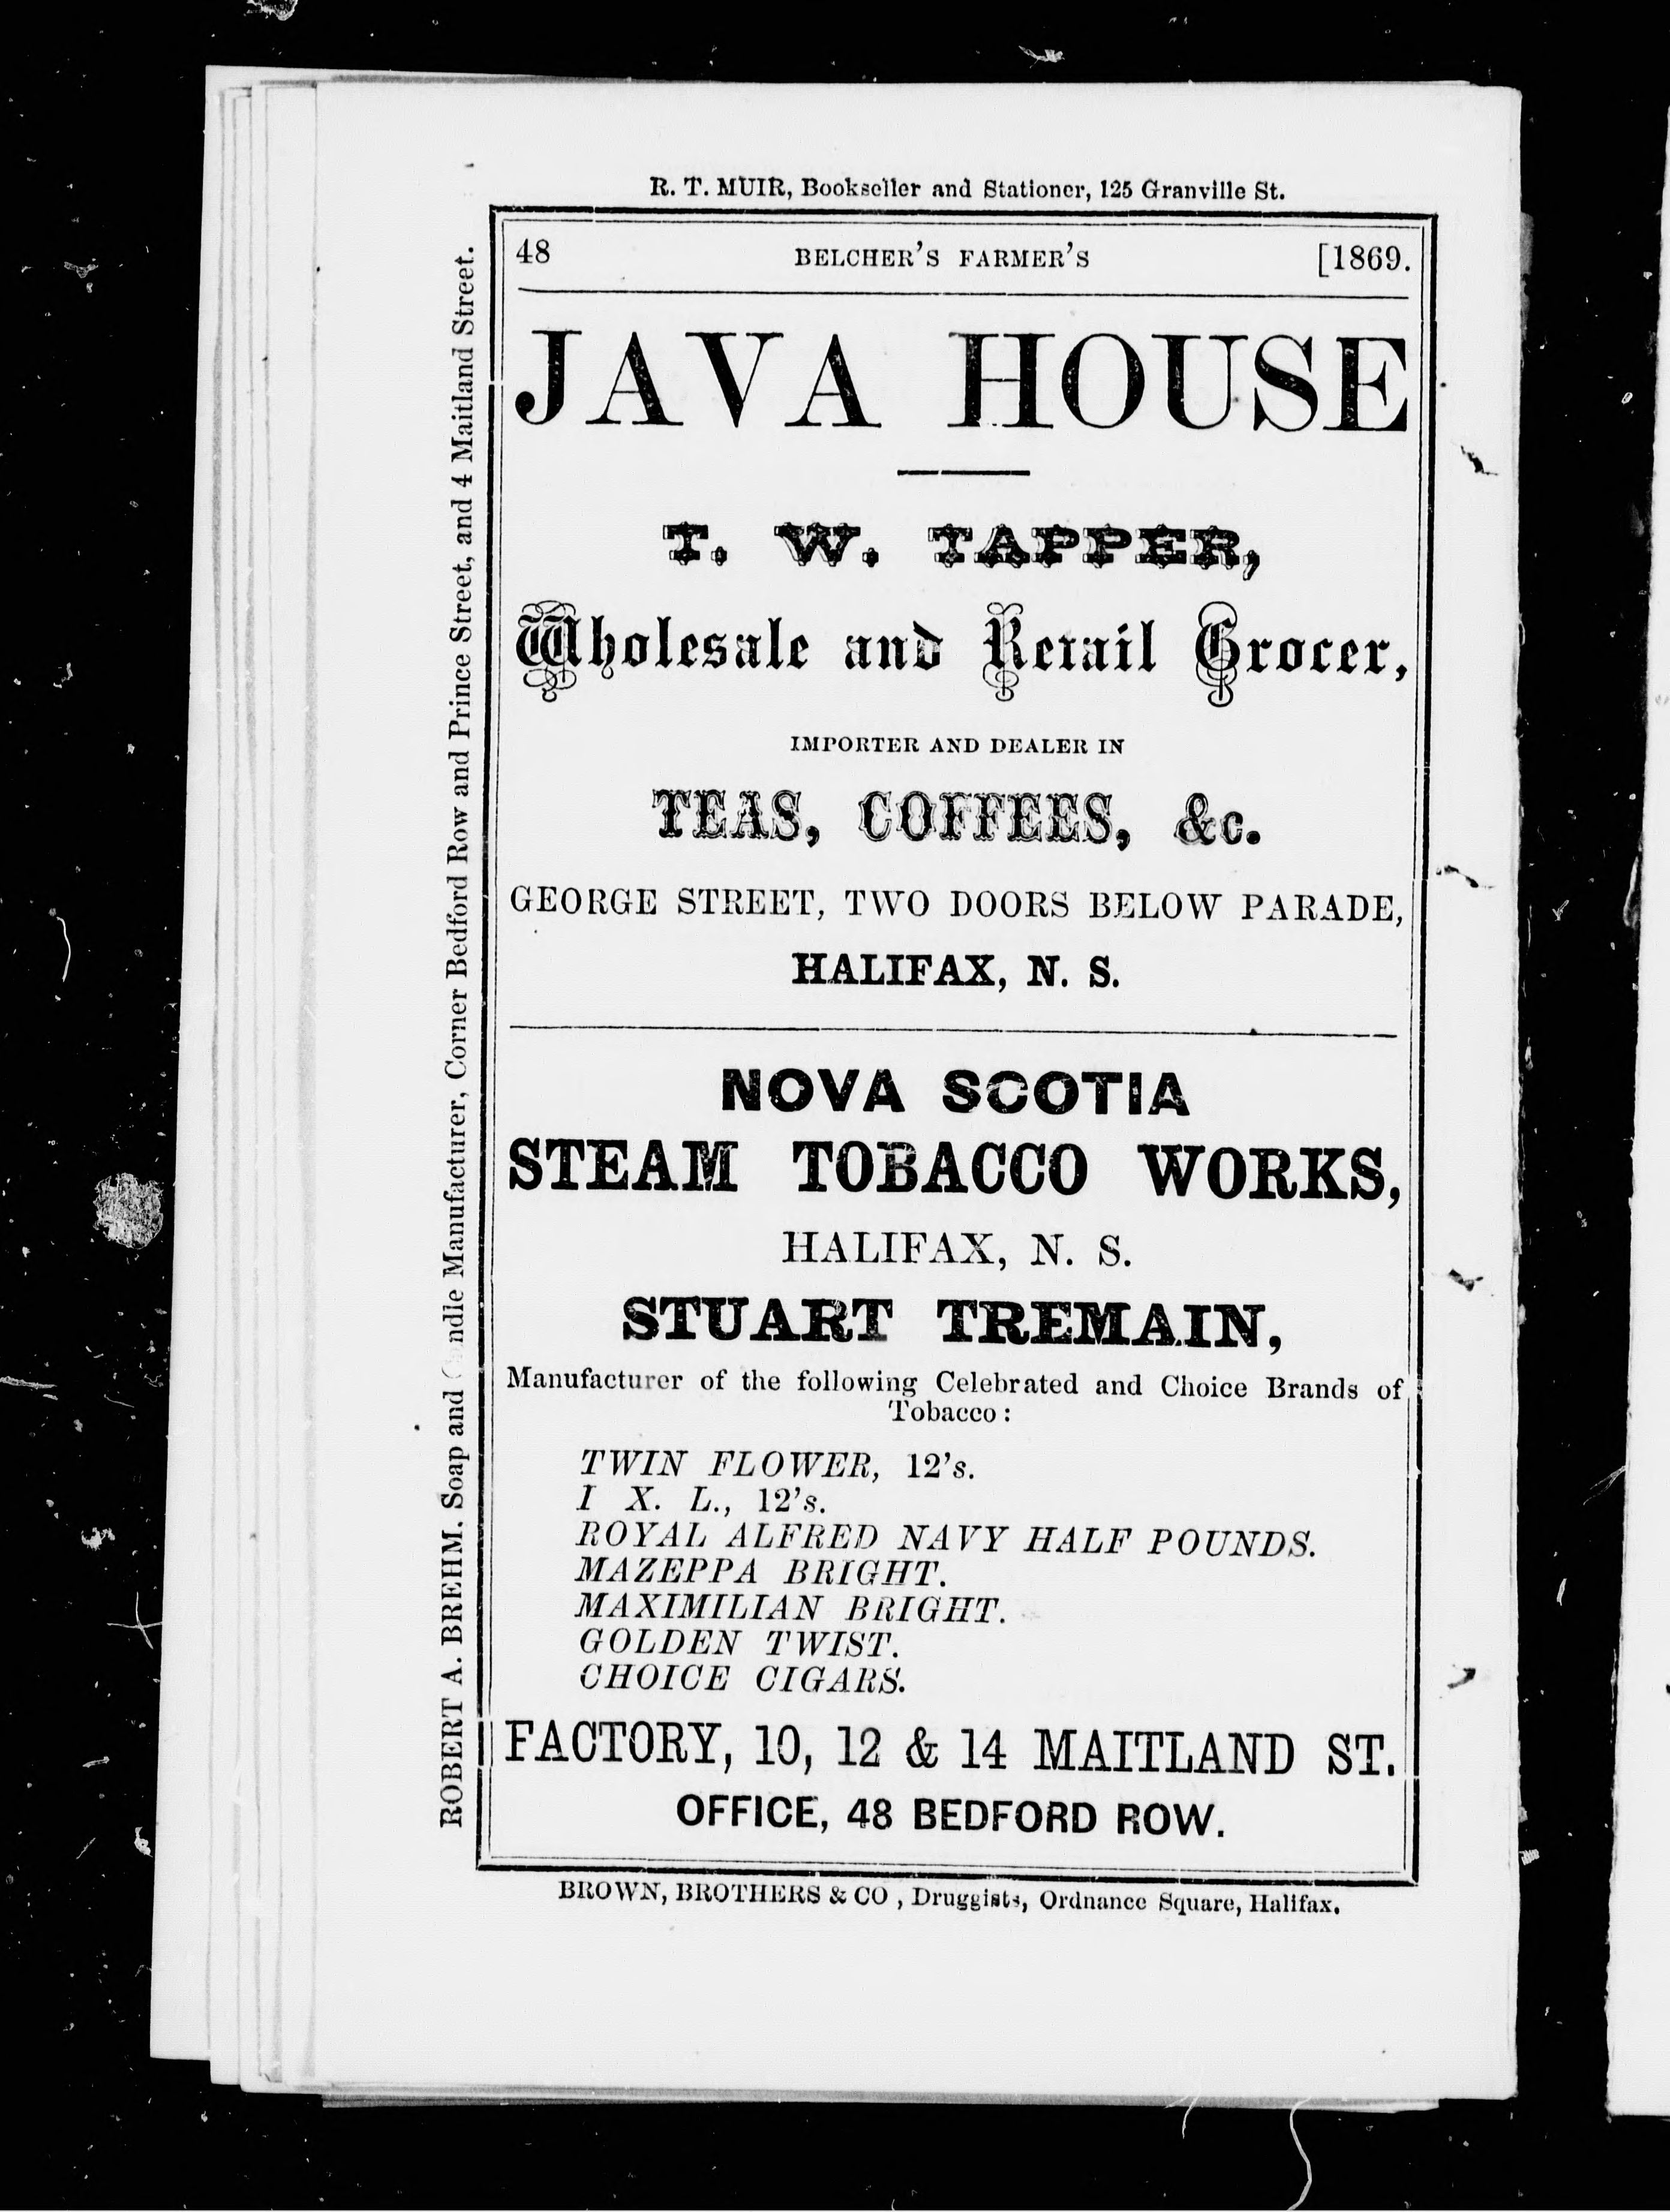 R. T. MUIR, Bookseller and Stationer, 125 Granville St.
48 BELCHER'S FARMER'S [1869.
JAVA HOUSE
T. W. TAPPER,
Wholesale and Retail Grocer,
IMPORTER AND DEALER IN
TEAS, COFFEES, &c.
GEORGE STREET, TWO DOORS BELOW PARADE,
HALIFAX, N. S.
NOVA SCOTIA
STEAM TOBACCO WORKS,
HALIFAX, N. S.
STUART TREMAIN,
Manufacturer of the following Celebrated and Choice Brands of
Tobacco:
TWIN FLOWER, 12's.
I X. L., 12's.
ROYAL ALFRED NAVY HALF POUNDS.
MAZEPPA BRIGHT.
MAXIMILIAN BRIGHT.
GOLDEN TWIST.
CHOICE CIGARS.
FACTORY, 10, 12 & 14 MAITLAND ST.
OFFICE, 48 BEDFORD ROW.
BROWN, BROTHERS & CO, Druggists, Ordnance Square, Halifax.
ROBERT A. BREHM. Soap and Candle Manufacturer, Corner Bedford Row and Prince Street, and 4 Maitland Street.